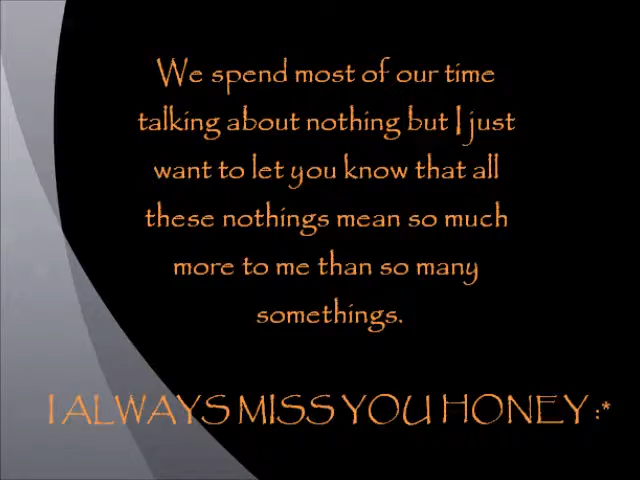 We spend most of our time
talking about nothing but I just
want to let you know that all
these nothings mean so much
more to me than so many
somethings.
I ALWAYS MISS YOU HONEY :*